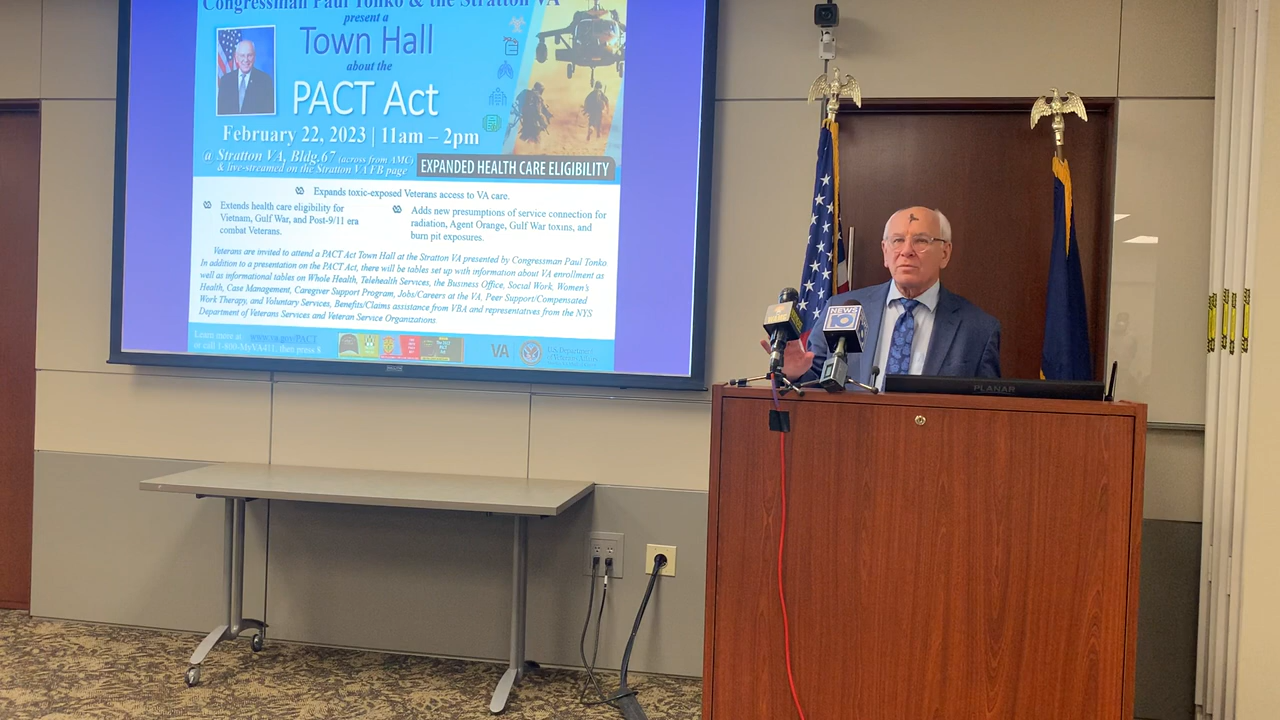 Congressman Paul Tonko & the Stratton VA
present a
Town Hall
about the
PACT Act
February 22, 2023 | 11am – 2pm
@ Stratton VA, Bldg.67 (across from AMC)
& live-streamed on the Stratton VA FB page
EXPANDED HEALTH CARE ELIGIBILITY
Expands toxic-exposed Veterans access to VA care.
Extends health care eligibility for
Vietnam, Gulf War, and Post-9/11 era
combat Veterans.
Adds new presumptions of service connection for
radiation, Agent Orange, Gulf War toxins, and
burn pit exposures.
Veterans are invited to attend a PACT Act Town Hall at the Stratton VA presented by Congressman Paul Tonko.
In addition to a presentation on the PACT Act, there will be tables set up with information about VA enrollment as
well as informational tables on Whole Health, Telehealth Services, the Business Office, Social Work, Women's
Health, Case Management, Caregiver Support Program, Jobs/Careers at the VA, Peer Support/Compensated
Work Therapy, and Voluntary Services, Benefits/Claims assistance from VBA and representatives from the NYS
Department of Veterans Services and Veteran Service Organizations.
Learn more at www.va.gov/PACT
or call 1-800-MyVA411, then press 8
VA
U.S. Department
of Veterans Affairs
NEWS
10
PLANAR